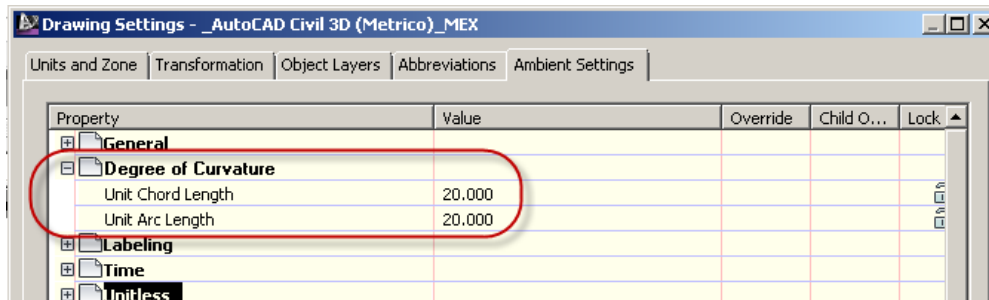 Drawing Settings - _AutoCAD Civil 3D (Metrico)_MEX
Units and Zone Transformation Object Layers Abbreviations Ambient Settings
Property Value Override Child O... Lock
General
Degree of Curvature
Unit Chord Length 20.000
Unit Arc Length 20.000
Labeling
Time
Unitless